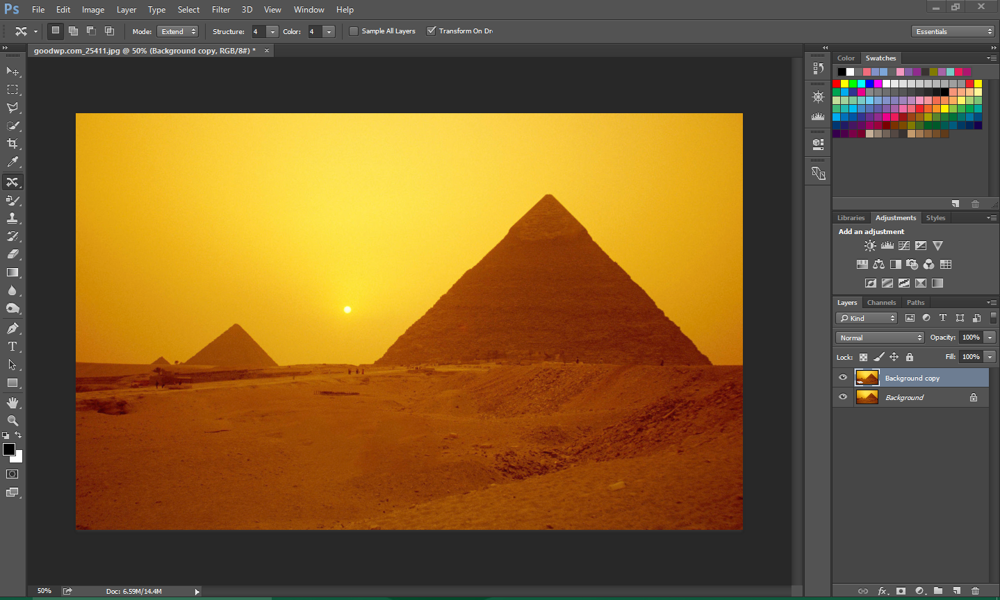 Ps File Edit Image Layer Type Select Filter 3D View Window Help
Mode: Extend Structure: 4 Color: 4 Sample All Layers Transform On Dr Essentials
goodwp.com_25411.jpg @ 50% (Background copy, RGB/8#) * ×
Color Swatches
Libraries Adjustments Styles
Add an adjustment
Layers Channels Paths
Kind
Normal Opacity: 100%
Lock: Fill: 100%
Background copy
Background
50% Doc: 6.59M/14.4M
fx